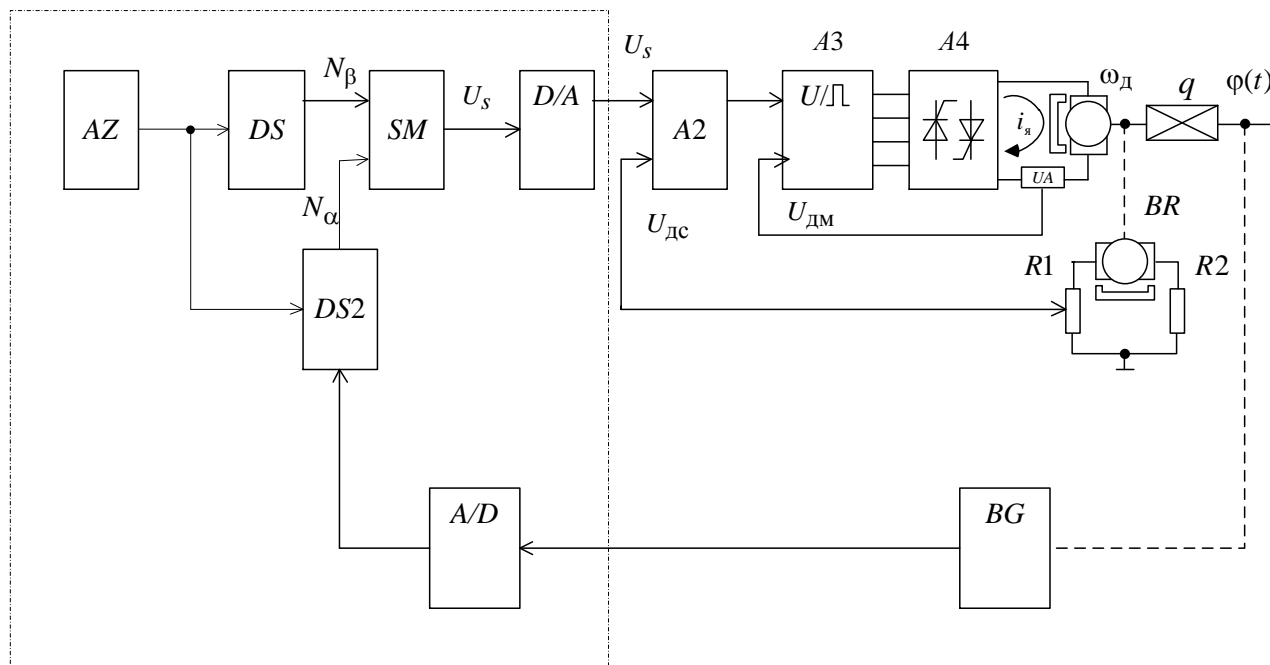 A3
A4
U_s
N_β
ω_д
q
φ(t)
AZ
DS
U_s
SM
D/A
A2
U/
i_я
UA
N_α
U_дс
U_дм
BR
DS2
R1
R2
A/D
BG